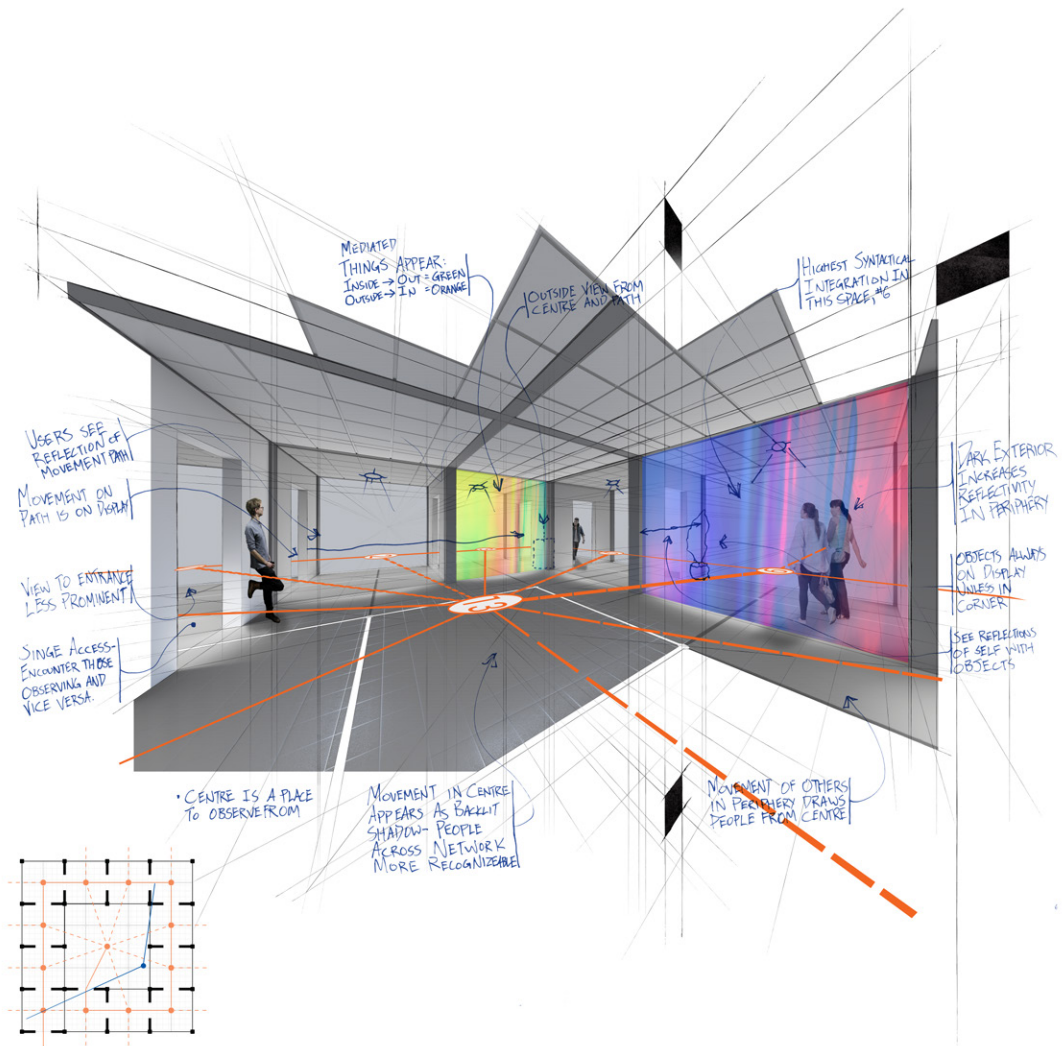 MEDIATED
THINGS APPEAR:
INSIDE → OUT = GREEN
OUTSIDE → IN = ORANGE
OUTSIDE VIEW FROM
CENTRE AND PATH
HIGHEST SYNTACTICAL
INTEGRATION IN
THIS SPACE, #6
USERS SEE
REFLECTION OF
MOVEMENT PATH
MOVEMENT ON
PATH IS ON DISPLAY
VIEW TO ENTRANCE
LESS PROMINENT
SINGE ACCESS-
ENCOUNTER THOSE
OBSERVING AND
VICE VERSA.
DARK EXTERIOR
INCREASES
REFLECTIVITY
IN PERIPHERY
OBJECTS ALLWAYS
ON DISPLAY
UNLESS IN
CORNER
SEE REFLECTIONS
OF SELF WITH
OBJECTS
13
6
• CENTRE IS A PLACE
TO OBSERVE FROM
MOVEMENT IN CENTRE
APPEARS AS BACKLIT
SHADOW- PEOPLE
ACROSS NETWORK
MORE RECOGNIZEABLE
MOVEMENT OF OTHERS
IN PERIPHERY DRAWS
PEOPLE FROM CENTRE